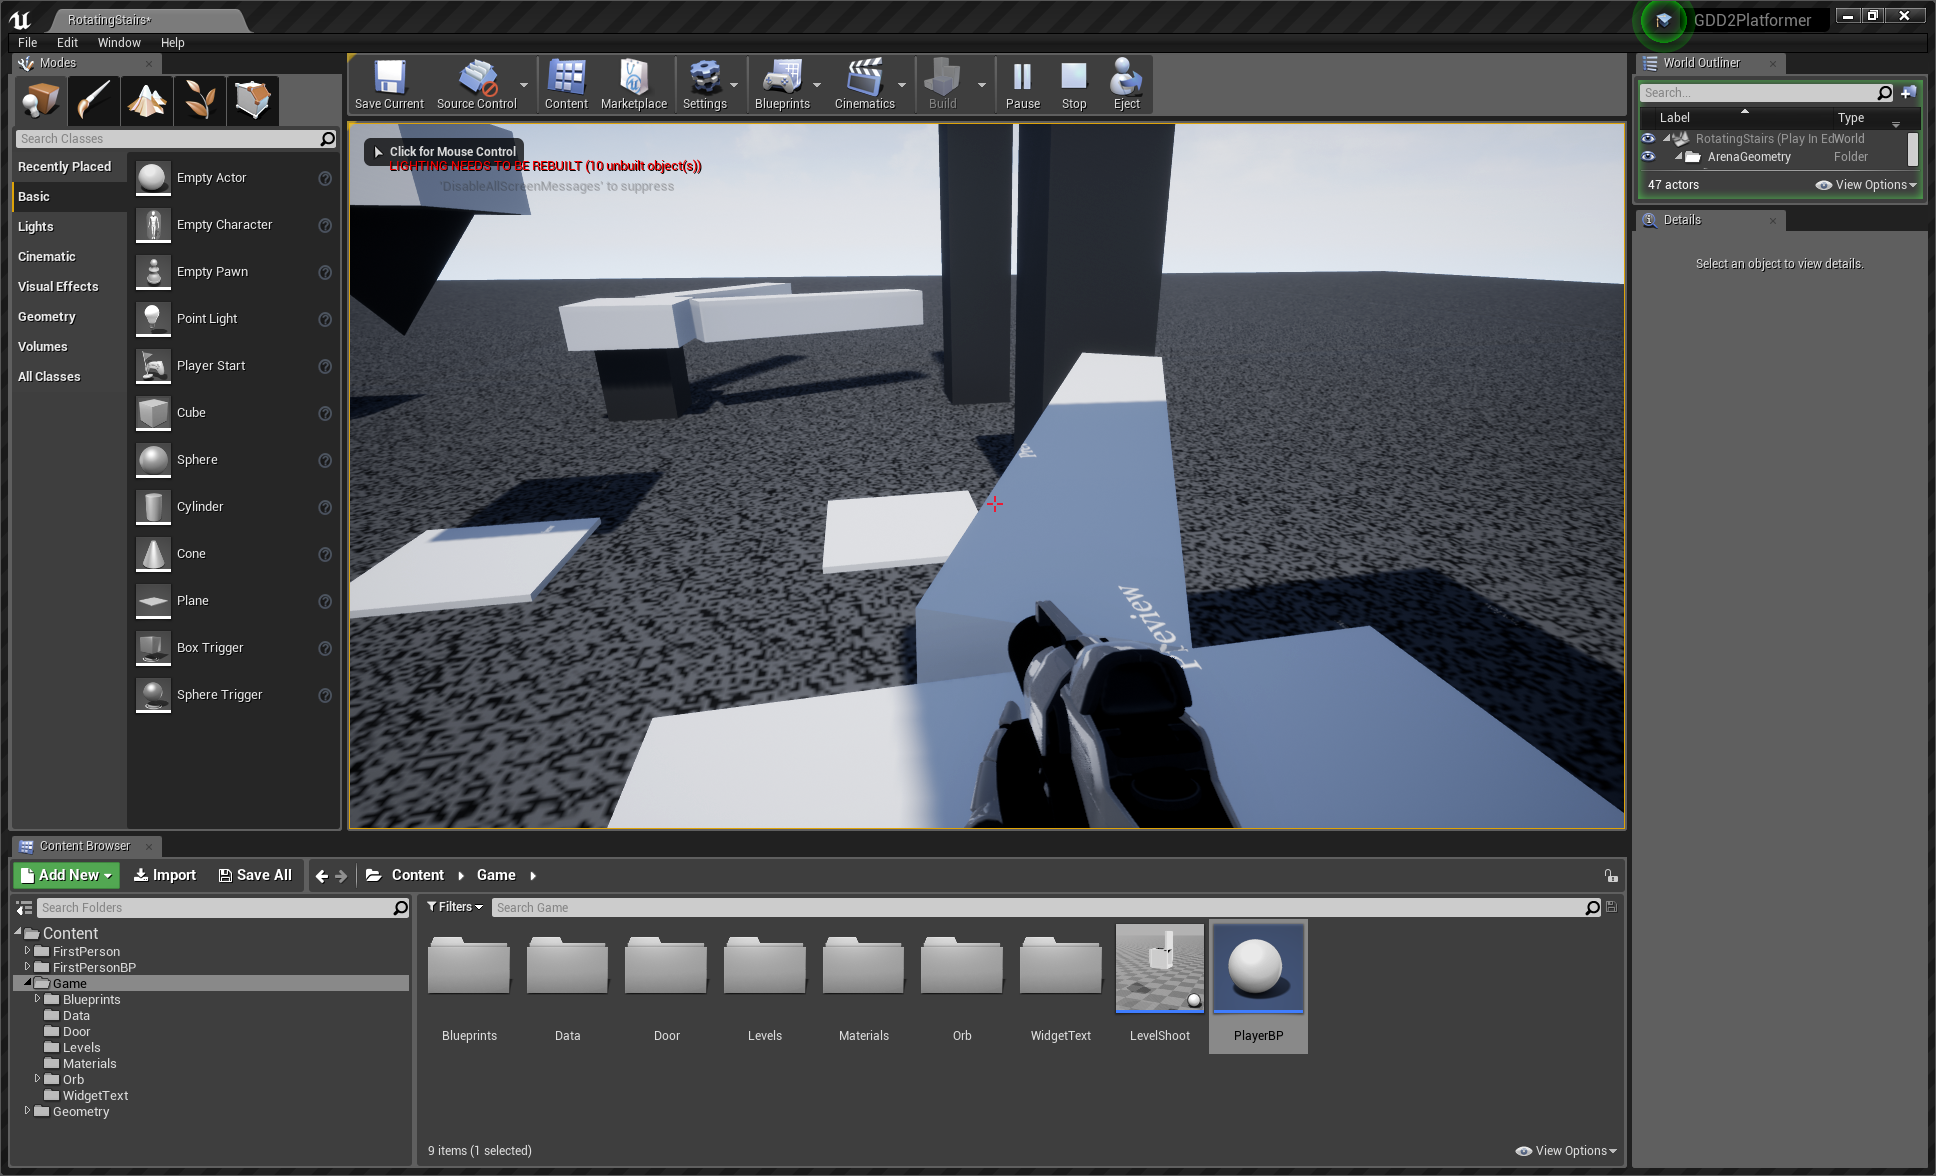 RotatingStairs*
GDD2Platformer
File Edit Window Help
Modes
Search Classes
Recently Placed
Basic
Lights
Cinematic
Visual Effects
Geometry
Volumes
All Classes
Empty Actor
Empty Character
Empty Pawn
Point Light
Player Start
Cube
Sphere
Cylinder
Cone
Plane
Box Trigger
Sphere Trigger
Save Current Source Control Content Marketplace Settings Blueprints Cinematics Build Pause Stop Eject
Click for Mouse Control
LIGHTING NEEDS TO BE REBUILT (10 unbuilt object(s))
'DisableAllScreenMessages' to suppress
Preview
World Outliner
Search...
Label Type
RotatingStairs (Play In Ed World
ArenaGeometry Folder
47 actors View Options
Details
Select an object to view details.
Content Browser
Add New Import Save All Content Game
Search Folders
Content
FirstPerson
FirstPersonBP
Game
Blueprints
Data
Door
Levels
Materials
Orb
WidgetText
Geometry
Filters Search Game
Blueprints Data Door Levels Materials Orb WidgetText LevelShoot PlayerBP
9 items (1 selected) View Options